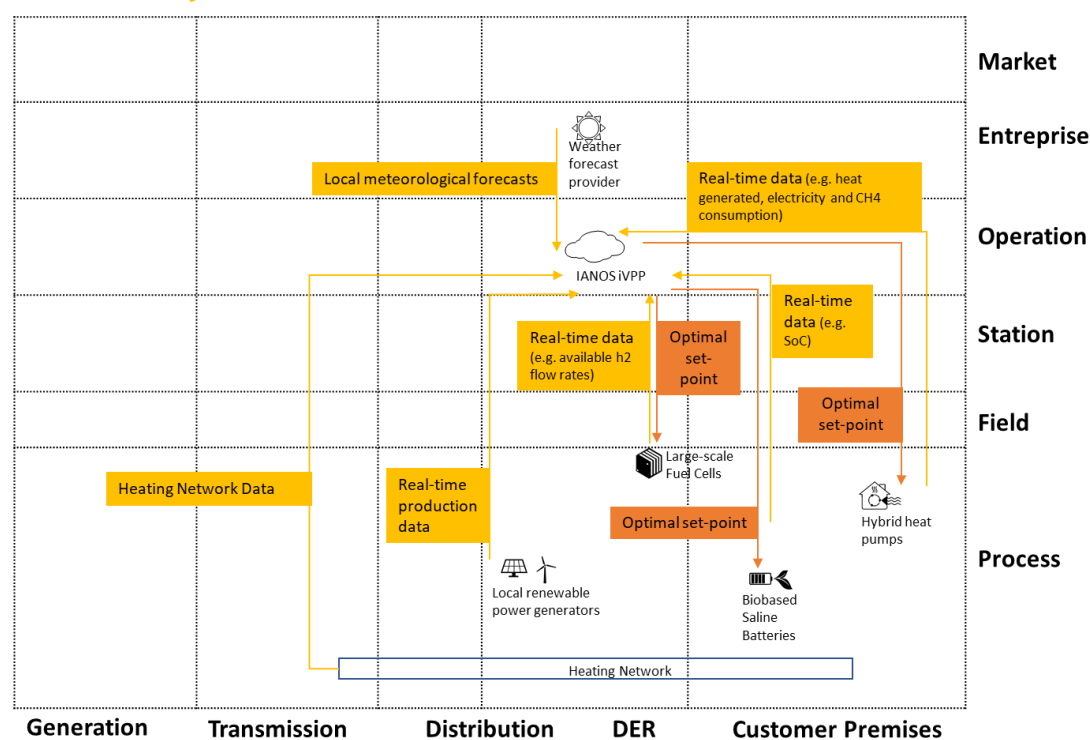 Market
Entreprise
Weather
forecast
provider
Local meteorological forecasts
Real-time data (e.g. heat
generated, electricity and CH4
consumption)
Operation
IANOS iVPP
Real-time
data (e.g.
SoC)
Station
Real-time data
(e.g. available h2
flow rates)
Optimal
set-
point
Optimal
set-point
Field
Large-scale
Fuel Cells
Heating Network Data
Real-time
production
data
Optimal set-point
Hybrid heat
pumps
Process
Local renewable
power generators
Biobased
Saline
Batteries
Heating Network
Generation
Transmission
Distribution
DER
Customer Premises